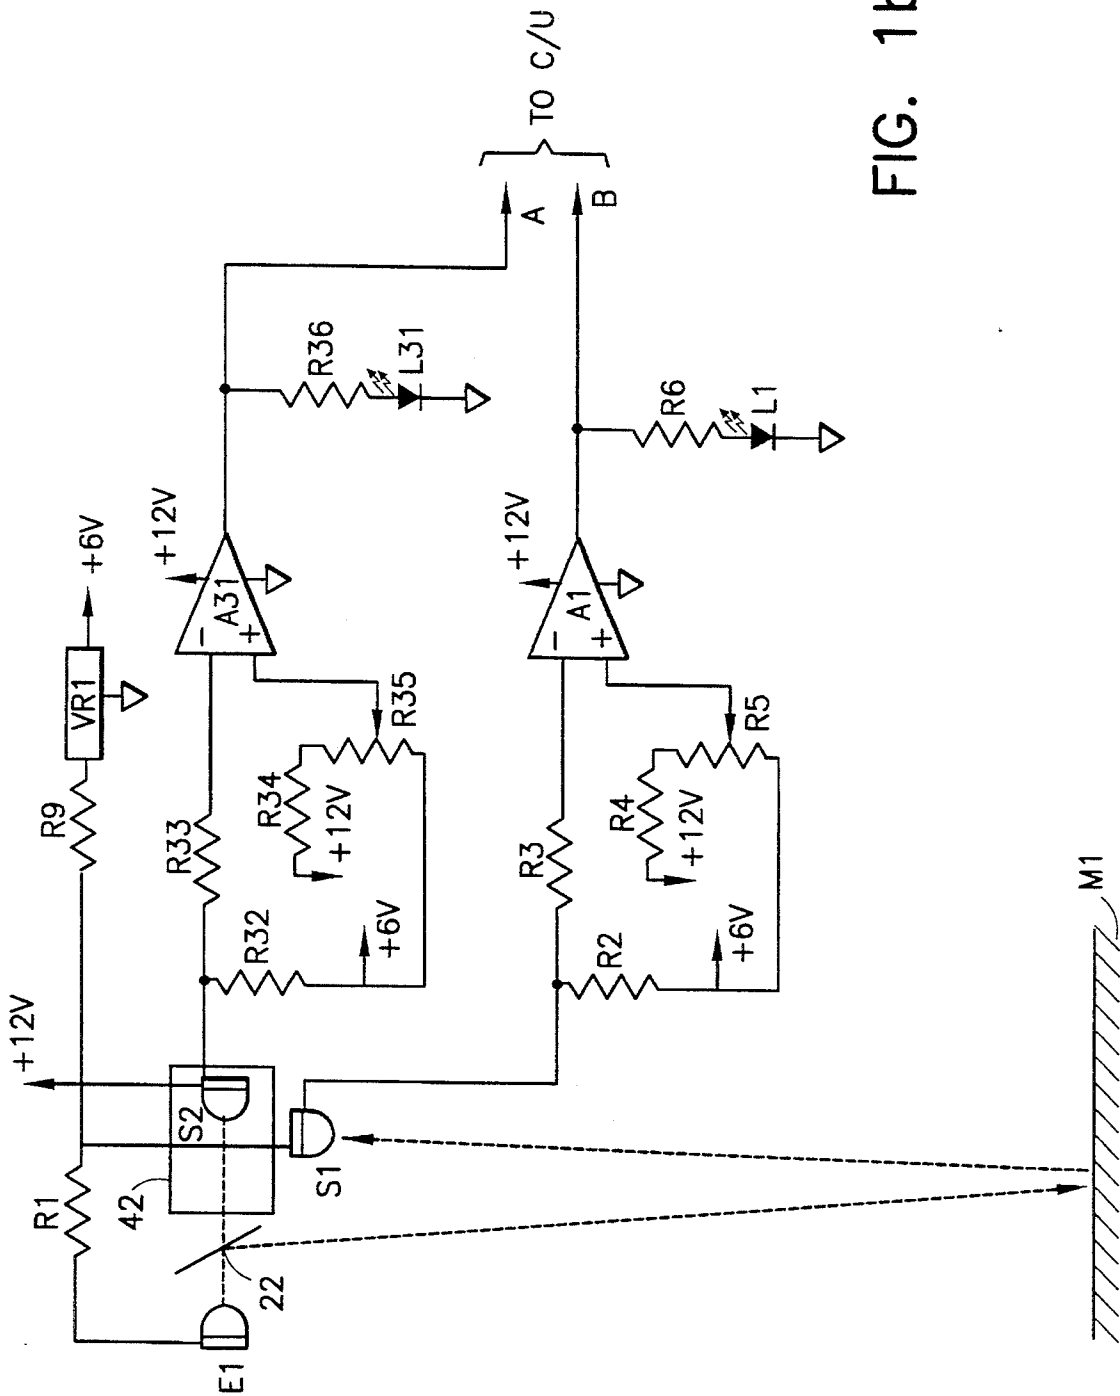 +12V
R1
R9
+6V
VR1
42
+12V
S2
R33
A31
−
+
E1
22
R32
R34
+12V
R36
S1
+6V
R35
L31
TO C/U
A
R3
+12V
A1
−
+
B
R2
R4
+12V
R6
+6V
R5
L1
FIG. 1b
M1